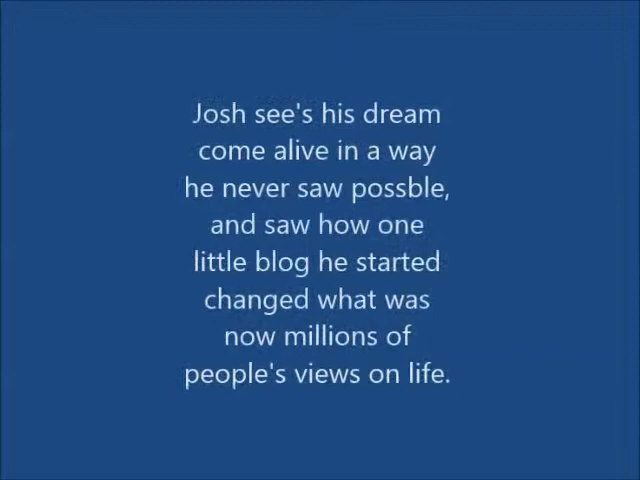 Josh see's his dream
come alive in a way
he never saw possble,
and saw how one
little blog he started
changed what was
now millions of
people's views on life.